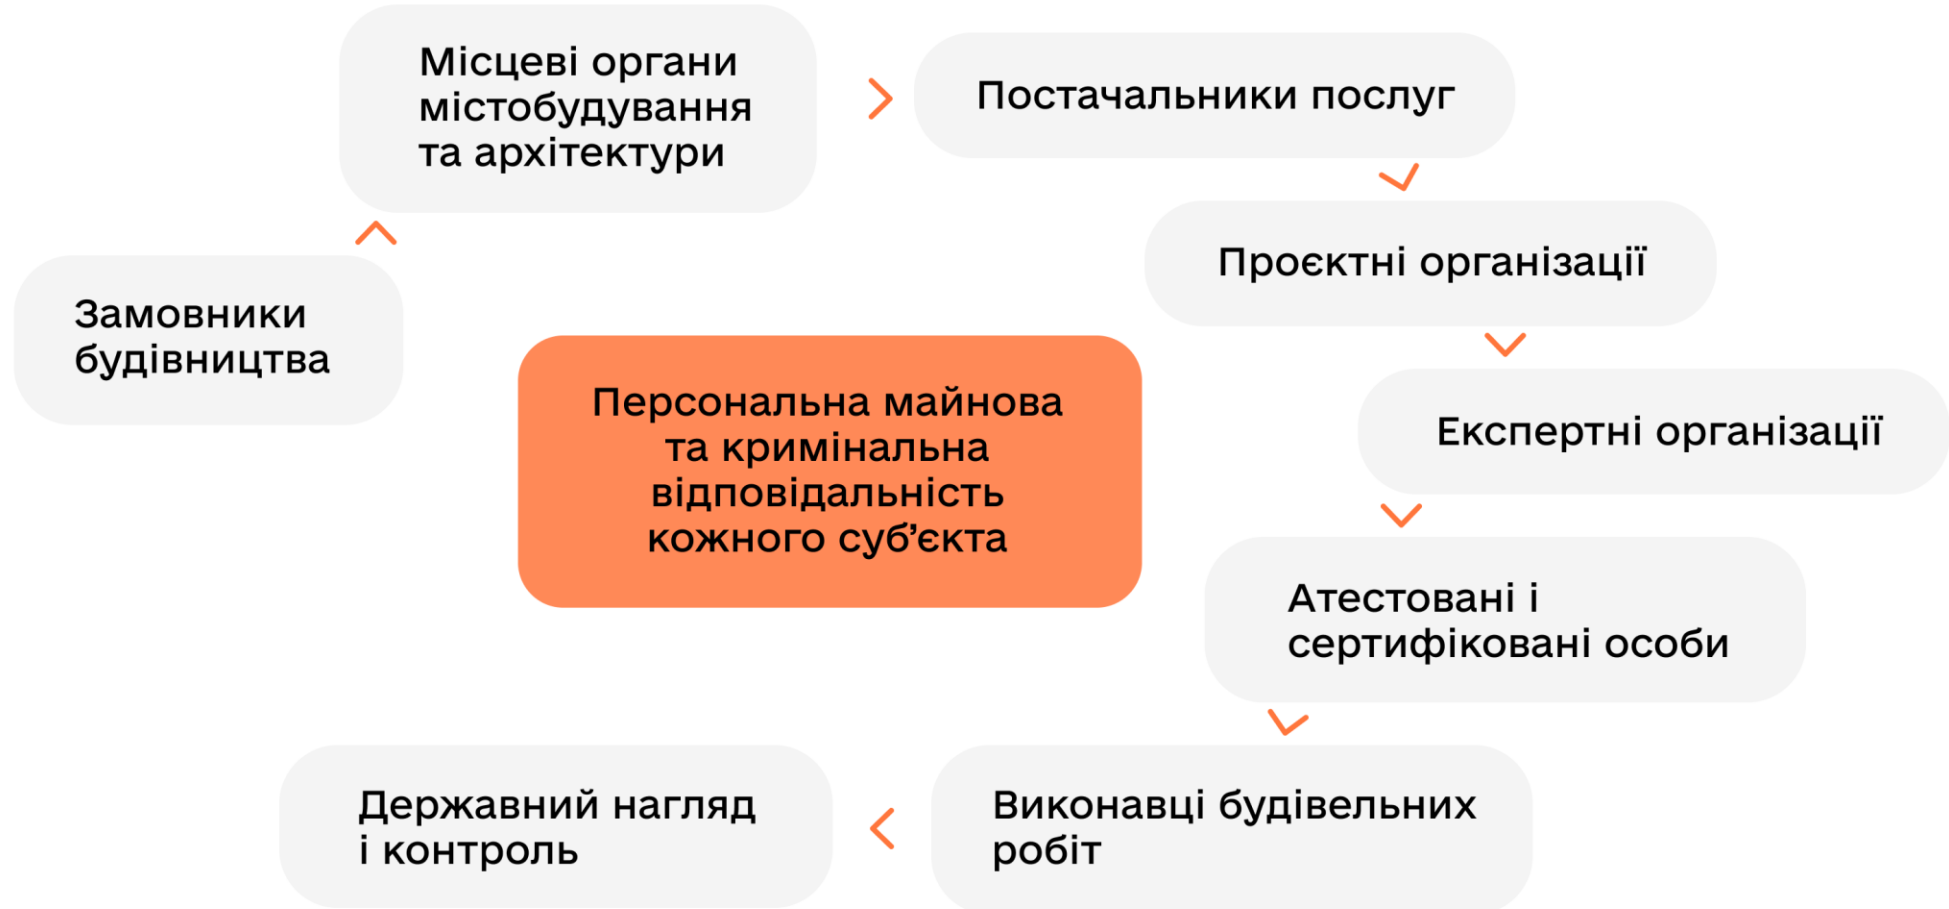 Місцеві органи
містобудування
та архітектури
Постачальники послуг
Проєктні організації
Замовники
будівництва
Персональна майнова
та кримінальна
відповідальність
кожного суб’єкта
Експертні організації
Атестовані і
сертифіковані особи
Державний нагляд
і контроль
Виконавці будівельних
робіт